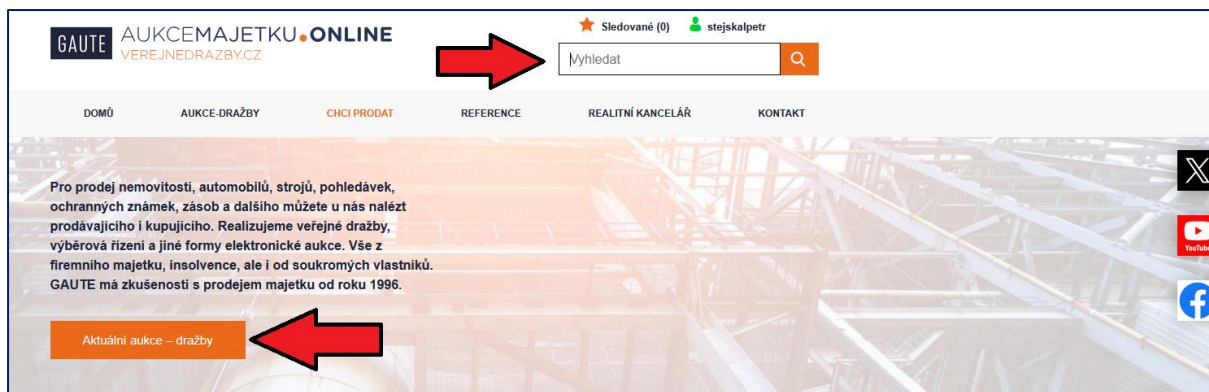 GAUTE
AUKCEMAJETKU.ONLINE
VEREJNEDRAZBY.CZ
Sledované (0) stejskalpetr
Vyhledat
DOMŮ AUKCE-DRAŽBY CHCI PRODAT REFERENCE REALITNÍ KANCELÁŘ KONTAKT
Pro prodej nemovitostí, automobilů, strojů, pohledávek,
ochranných známek, zásob a dalšího můžete u nás nalézt
prodávajícího i kupujícího. Realizujeme veřejné dražby,
výběrová řízení a jiné formy elektronické aukce. Vše z
firemního majetku, insolvence, ale i od soukromých vlastníků.
GAUTE má zkušenosti s prodejem majetku od roku 1996.
Aktuální aukce – dražby
X
YouTube
f